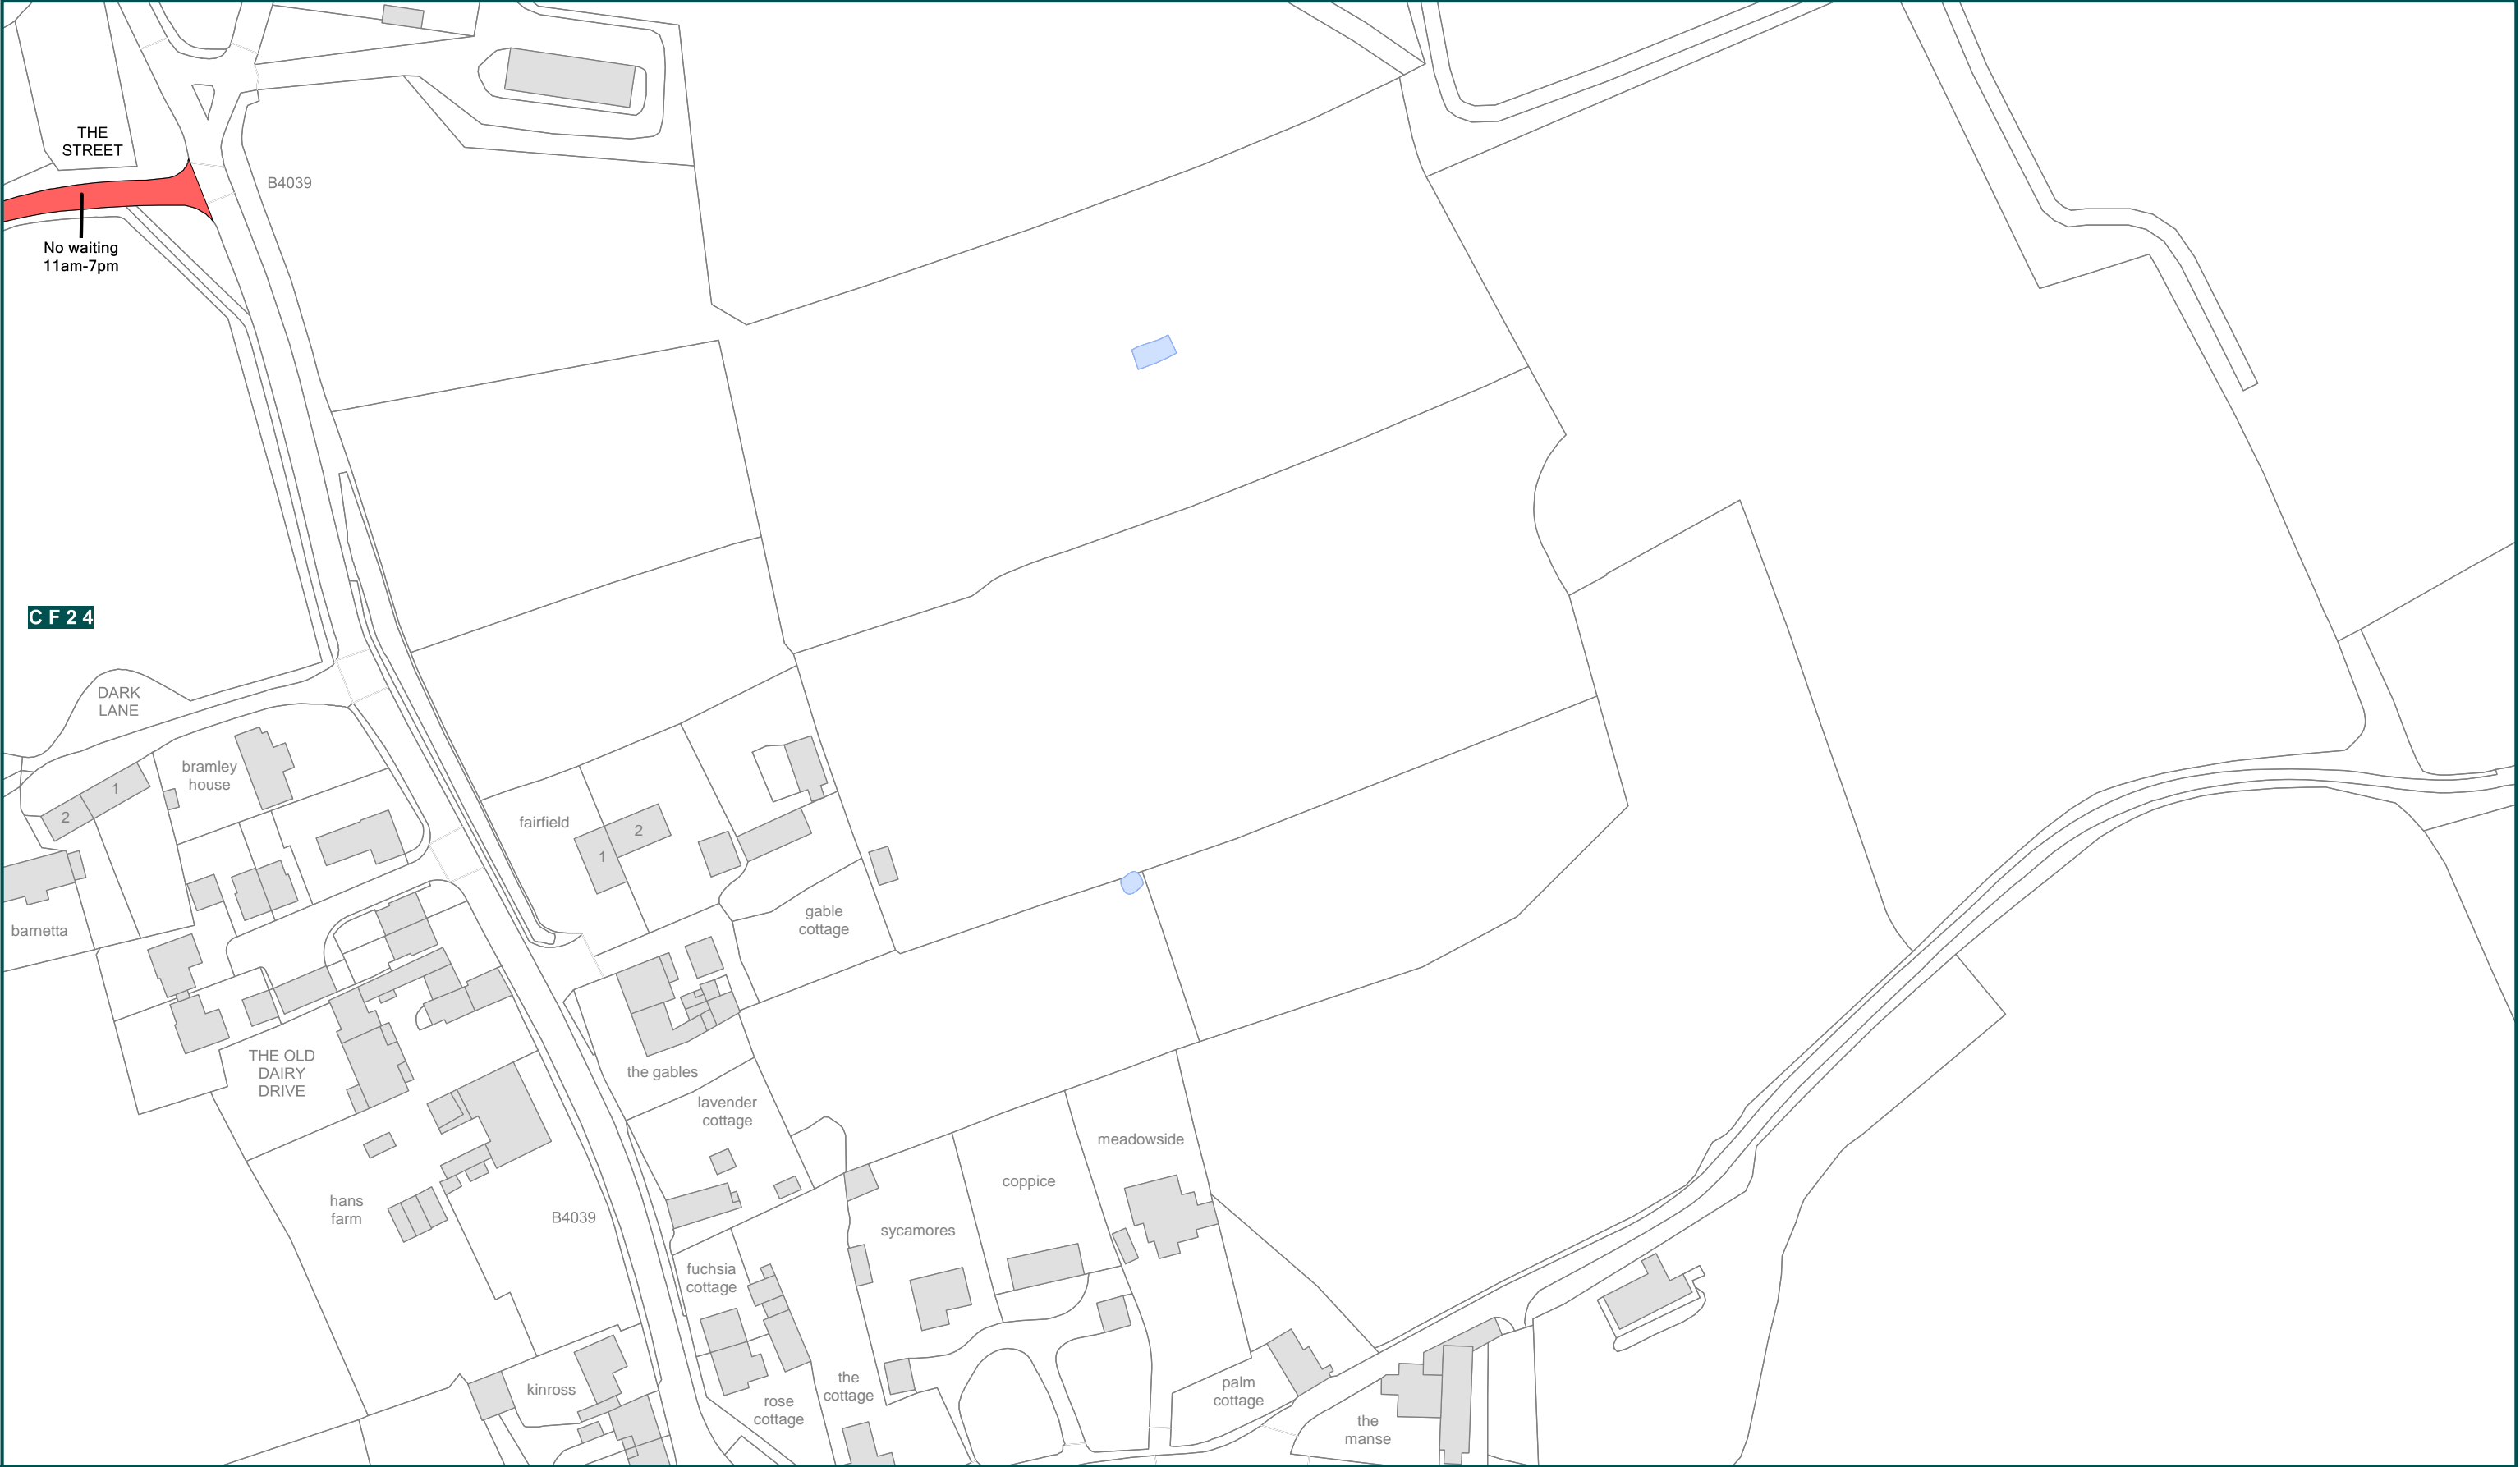 THE
STREET
B4039
No waiting
11am-7pm
CF24
DARK
LANE
bramley
house
1
2
fairfield
2
1
barnetta
gable
cottage
THE OLD
DAIRY
DRIVE
the gables
lavender
cottage
meadowside
coppice
hans
farm
B4039
sycamores
fuchsia
cottage
kinross
the
cottage
palm
cottage
rose
cottage
the
manse